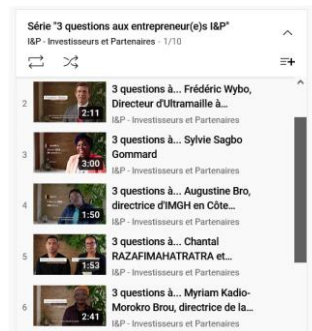 Série "3 questions aux entrepreneur(e)s I&P"
I&P - Investisseurs et Partenaires - 1/10
2
2:11
3 questions à... Frédéric Wybo,
Directeur d'Ultramaille à...
I&P - Investisseurs et Partenaires
3
3:00
3 questions à... Sylvie Sagbo
Gommard
I&P - Investisseurs et Partenaires
4
1:50
3 questions à... Augustine Bro,
directrice d'IMGH en Côte...
I&P - Investisseurs et Partenaires
5
1:53
3 questions à... Chantal
RAZAFIMAHATRATRA et...
I&P - Investisseurs et Partenaires
6
2:41
3 questions à... Myriam Kadio-
Morokro Brou, directrice de la...
I&P - Investisseurs et Partenaires